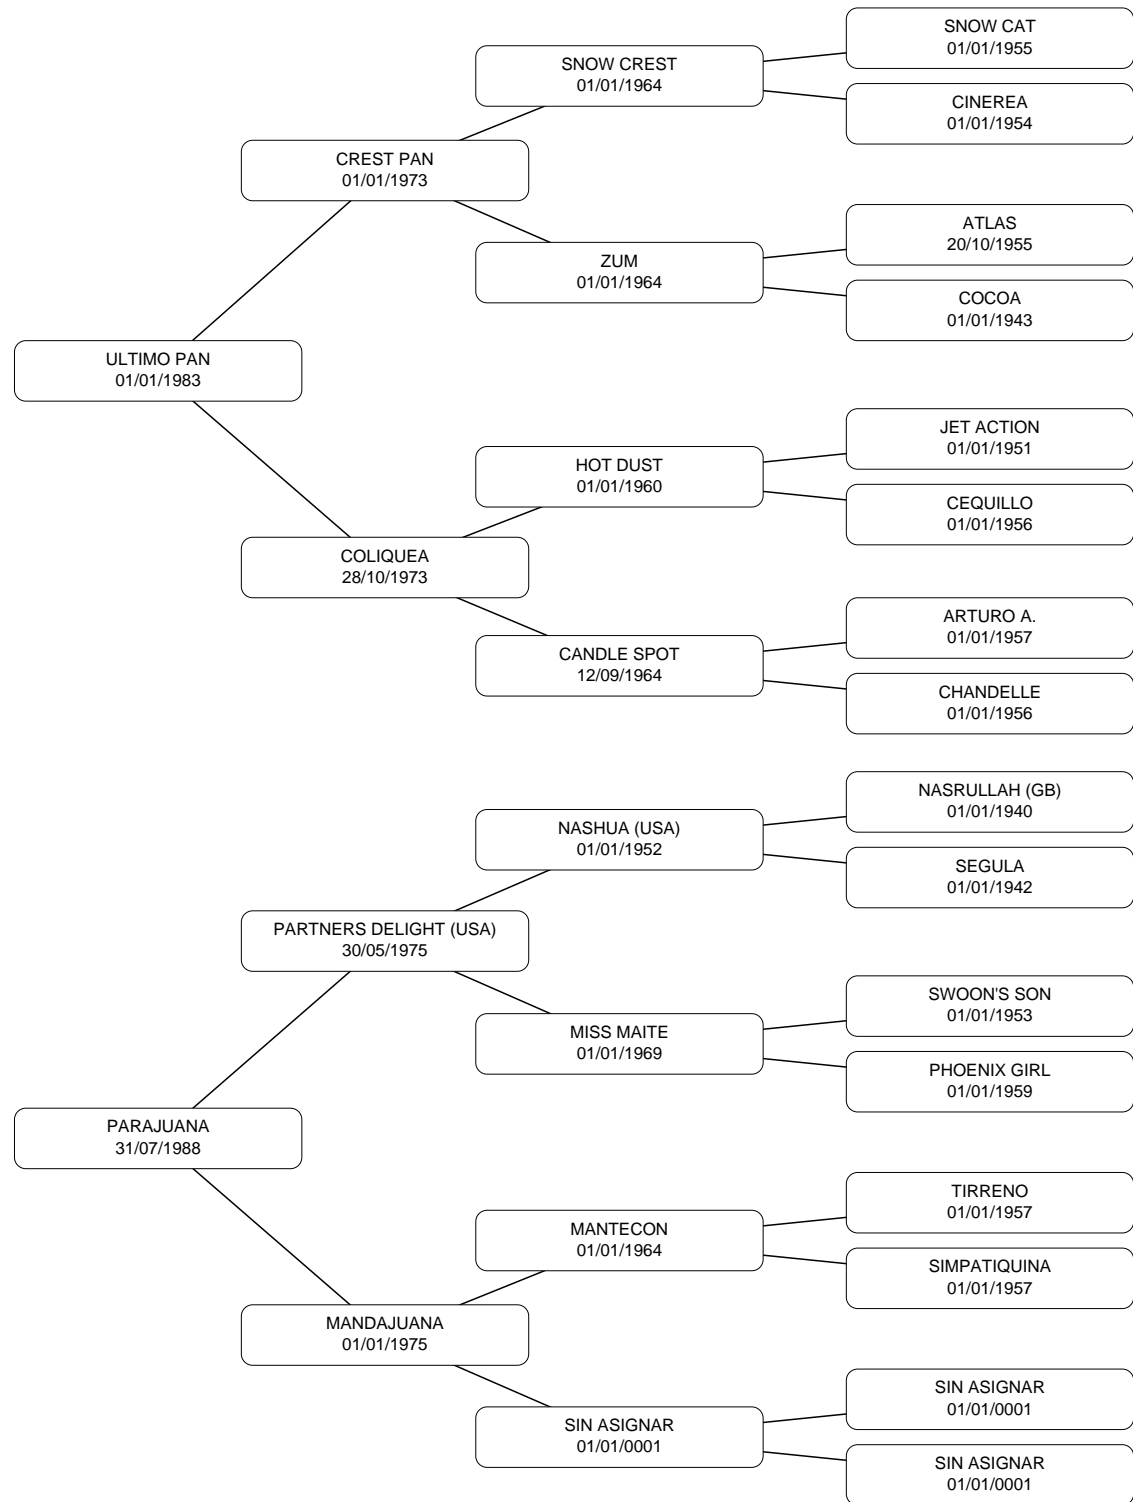 SNOW CAT
01/01/1955
SNOW CREST
01/01/1964
CINEREA
01/01/1954
CREST PAN
01/01/1973
ATLAS
20/10/1955
ZUM
01/01/1964
COCOA
01/01/1943
ULTIMO PAN
01/01/1983
JET ACTION
01/01/1951
HOT DUST
01/01/1960
CEQUILLO
01/01/1956
COLIQUEA
28/10/1973
ARTURO A.
01/01/1957
CANDLE SPOT
12/09/1964
CHANDELLE
01/01/1956
NASRULLAH (GB)
01/01/1940
NASHUA (USA)
01/01/1952
SEGULA
01/01/1942
PARTNERS DELIGHT (USA)
30/05/1975
SWOON'S SON
01/01/1953
MISS MAITE
01/01/1969
PHOENIX GIRL
01/01/1959
PARAJUANA
31/07/1988
TIRRENO
01/01/1957
MANTECON
01/01/1964
SIMPATIQUINA
01/01/1957
MANDAJUANA
01/01/1975
SIN ASIGNAR
01/01/0001
SIN ASIGNAR
01/01/0001
SIN ASIGNAR
01/01/0001